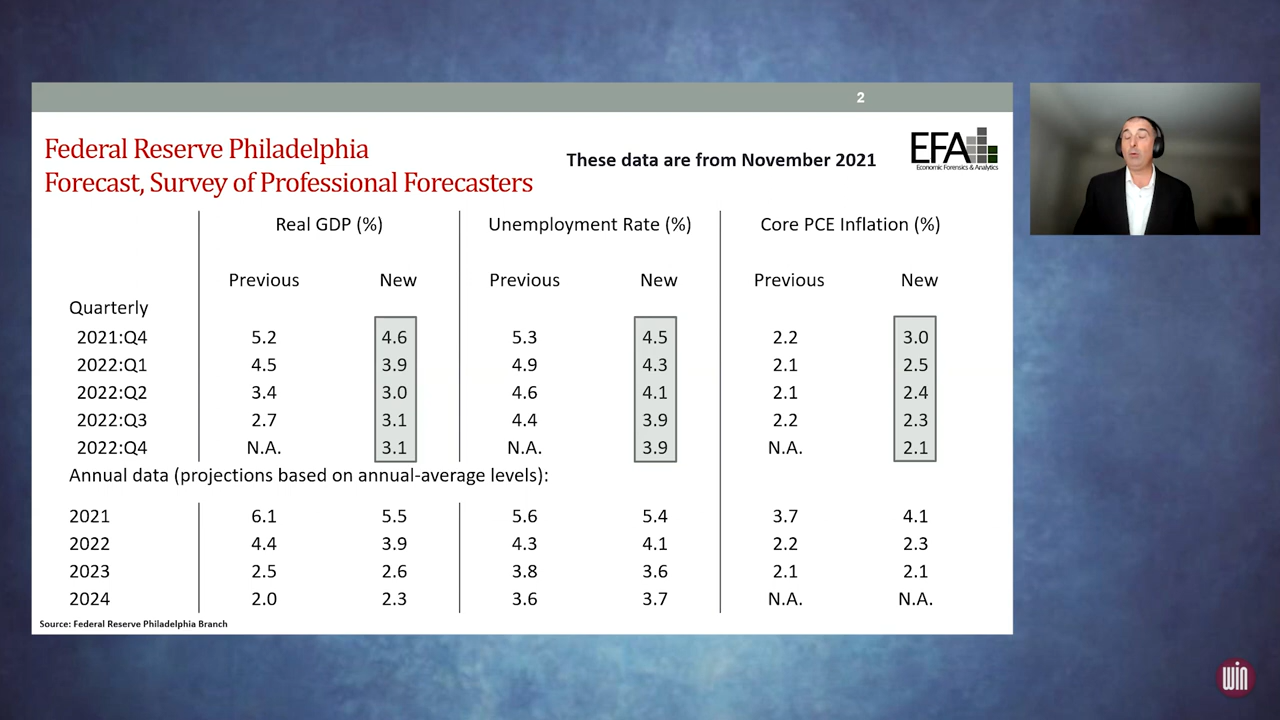 2
Federal Reserve Philadelphia
Forecast, Survey of Professional Forecasters
These data are from November 2021
EFA
Economic Forensics & Analytics
Real GDP (%) Unemployment Rate (%) Core PCE Inflation (%)
Previous New Previous New Previous New
Quarterly
2021:Q4 5.2 4.6 5.3 4.5 2.2 3.0
2022:Q1 4.5 3.9 4.9 4.3 2.1 2.5
2022:Q2 3.4 3.0 4.6 4.1 2.1 2.4
2022:Q3 2.7 3.1 4.4 3.9 2.2 2.3
2022:Q4 N.A. 3.1 N.A. 3.9 N.A. 2.1
Annual data (projections based on annual-average levels):
2021 6.1 5.5 5.6 5.4 3.7 4.1
2022 4.4 3.9 4.3 4.1 2.2 2.3
2023 2.5 2.6 3.8 3.6 2.1 2.1
2024 2.0 2.3 3.6 3.7 N.A. N.A.
Source: Federal Reserve Philadelphia Branch
win